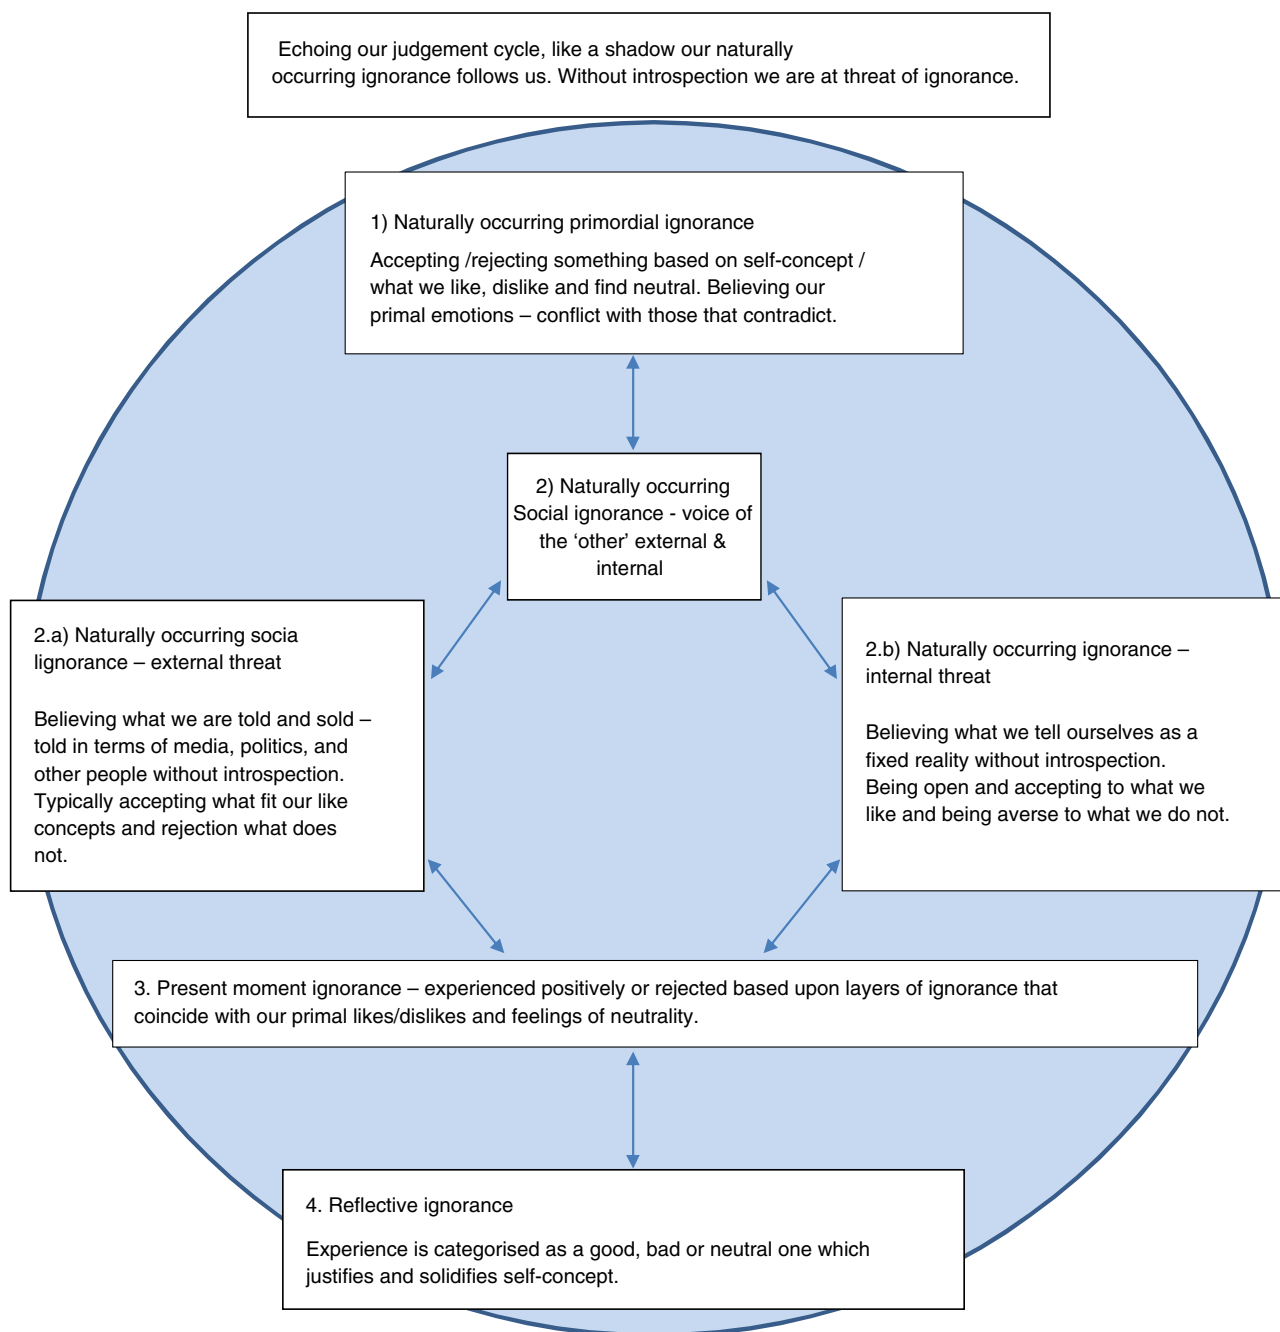 Echoing our judgement cycle, like a shadow our naturally
occurring ignorance follows us. Without introspection we are at threat of ignorance.
1) Naturally occurring primordial ignorance
Accepting /rejecting something based on self-concept /
what we like, dislike and find neutral. Believing our
primal emotions – conflict with those that contradict.
2) Naturally occurring
Social ignorance - voice of
the ‘other’ external &
internal
2.a) Naturally occurring socia
lignorance – external threat
Believing what we are told and sold –
told in terms of media, politics, and
other people without introspection.
Typically accepting what fit our like
concepts and rejection what does
not.
2.b) Naturally occurring ignorance –
internal threat
Believing what we tell ourselves as a
fixed reality without introspection.
Being open and accepting to what we
like and being averse to what we do not.
3. Present moment ignorance – experienced positively or rejected based upon layers of ignorance that
coincide with our primal likes/dislikes and feelings of neutrality.
4. Reflective ignorance
Experience is categorised as a good, bad or neutral one which
justifies and solidifies self-concept.